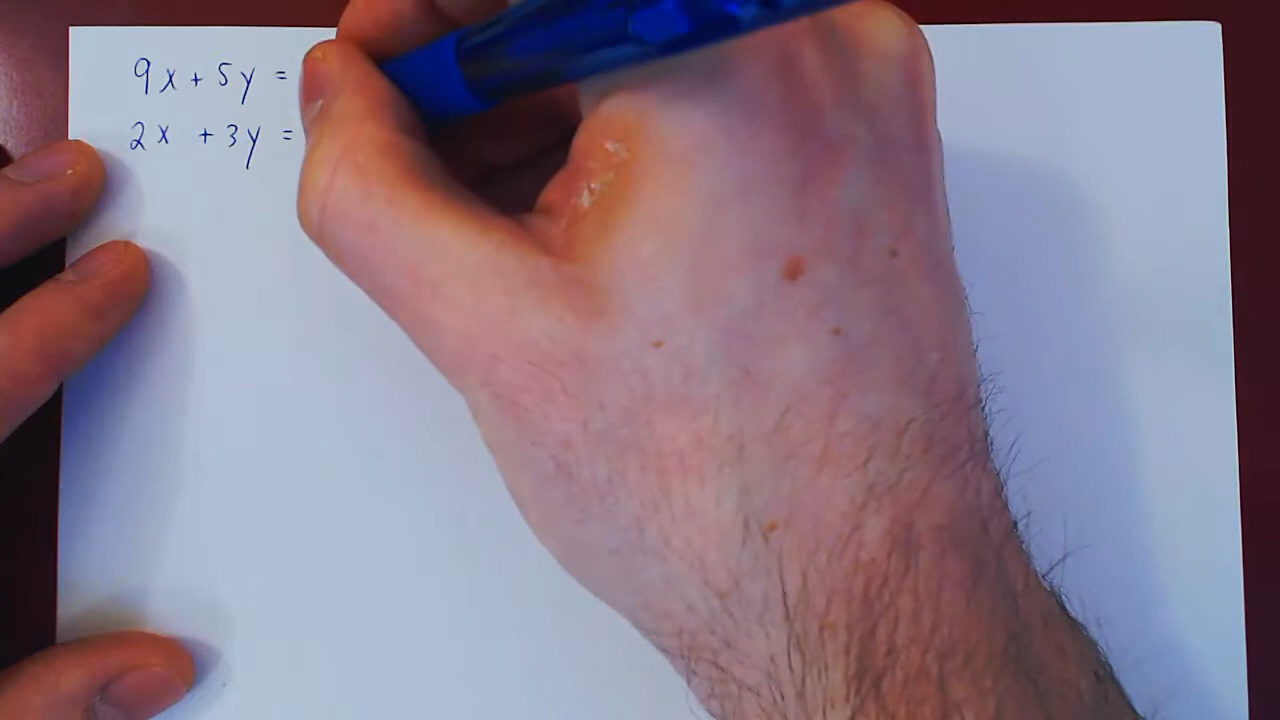 9x + 5y =
2x + 3y =